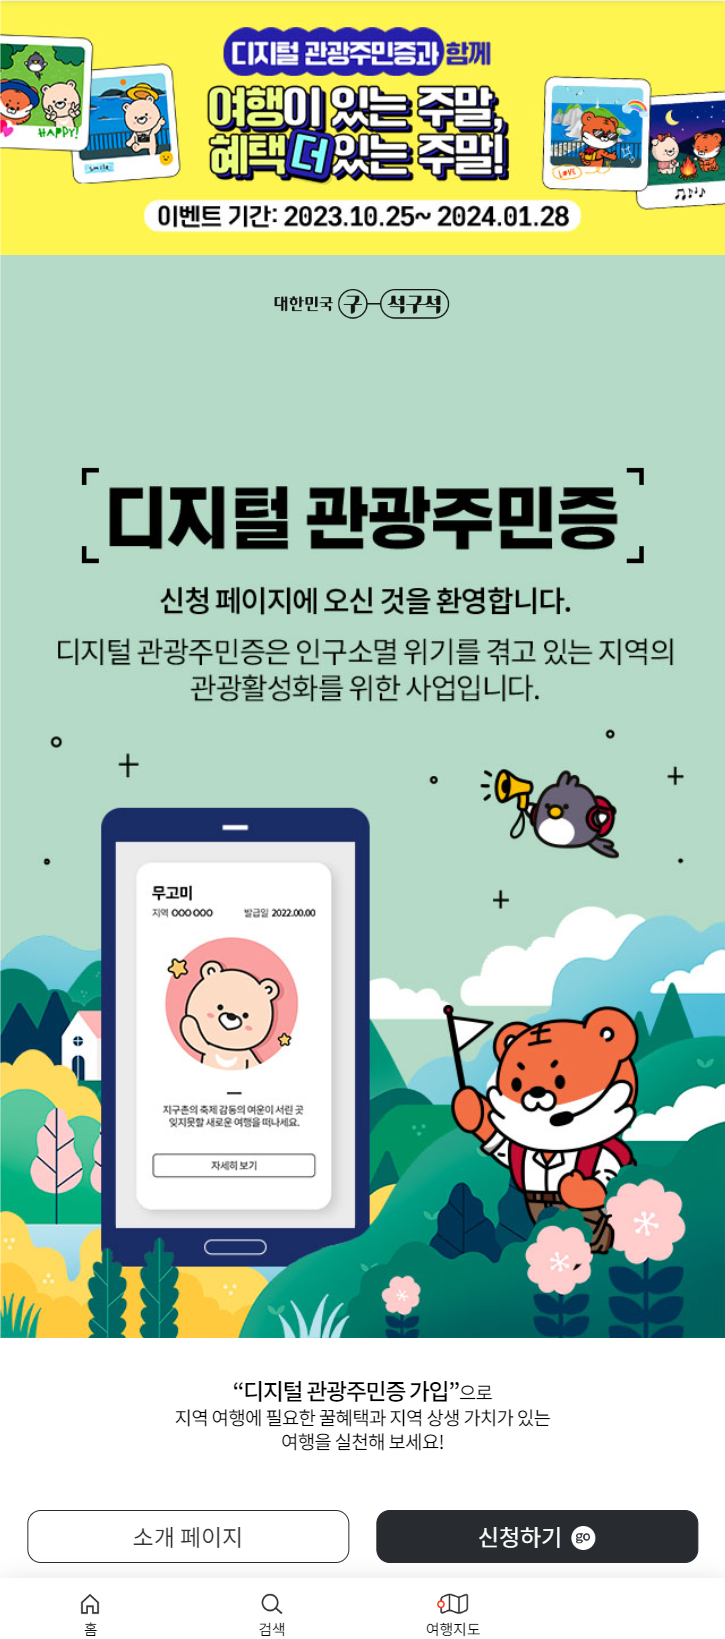 디지털 관광주민증과 함께
여행이 있는 주말,
혜택 더 있는 주말!
이벤트 기간: 2023.10.25~ 2024.01.28
HAPPY!
Smile
LOVE
대한민국 구석구석
디지털 관광주민증
신청 페이지에 오신 것을 환영합니다.
디지털 관광주민증은 인구소멸 위기를 겪고 있는 지역의
관광활성화를 위한 사업입니다.
무고미
지역 OOO OOO 발급일 2022.00.00
지구촌의 축제 감동의 여운이 서린 곳
잊지못할 새로운 여행을 떠나세요.
자세히 보기
“디지털 관광주민증 가입”으로
지역 여행에 필요한 꿀혜택과 지역 상생 가치가 있는
여행을 실천해 보세요!
소개 페이지
신청하기 go
홈 검색 여행지도